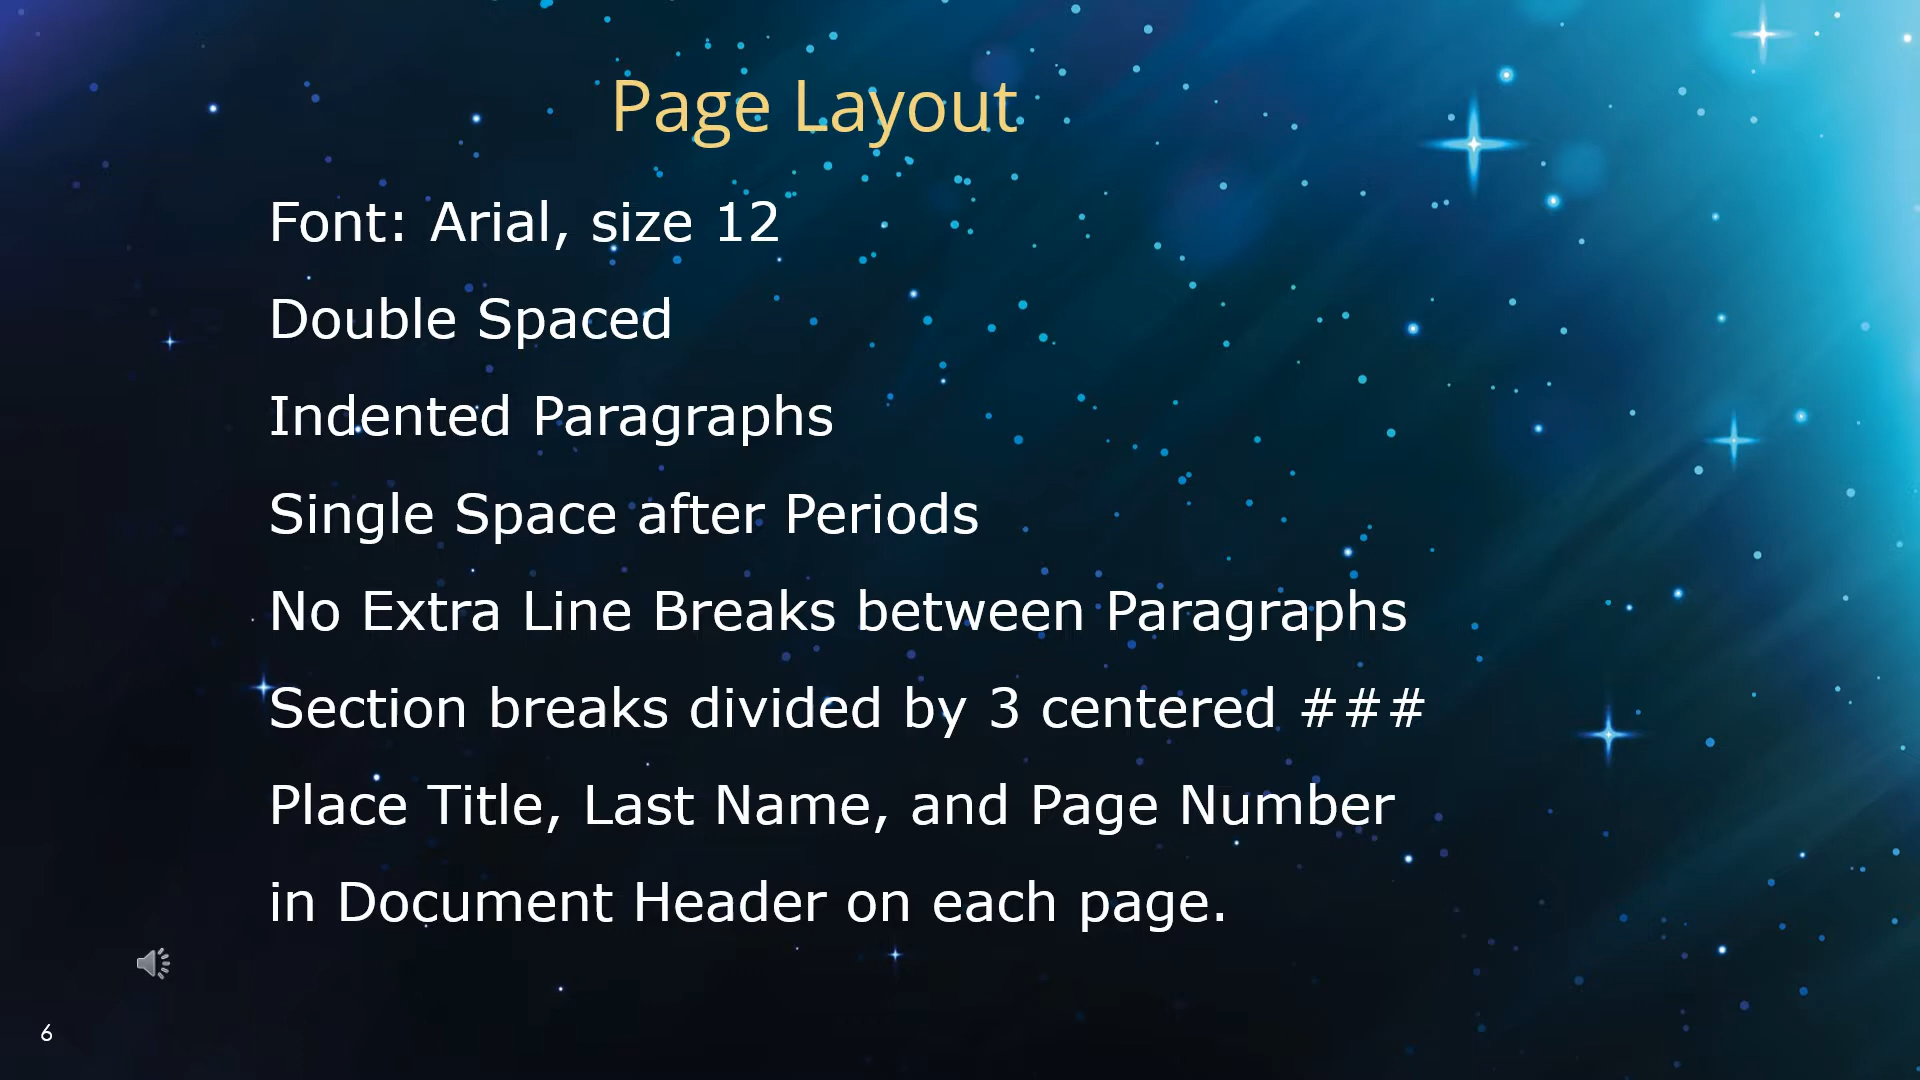 Page Layout
Font: Arial, size 12
Double Spaced
Indented Paragraphs
Single Space after Periods
No Extra Line Breaks between Paragraphs
Section breaks divided by 3 centered ###
Place Title, Last Name, and Page Number
in Document Header on each page.
6